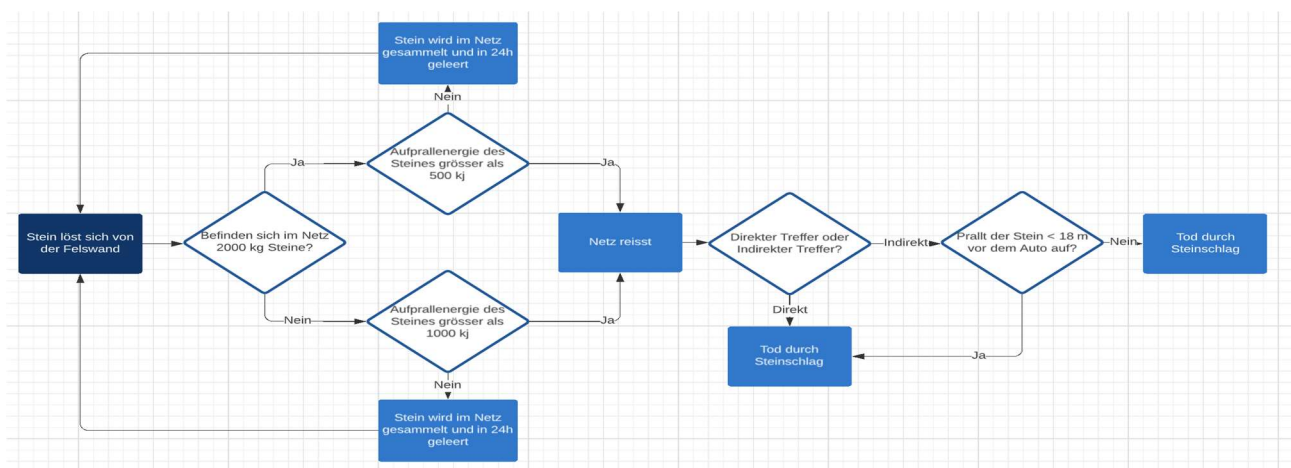 Stein wird im Netz
gesammelt und in 24h
geleert
Nein
Aufprallenergie des
Steines grösser als
500 kj
Ja
Ja
Stein löst sich von
der Felswand
Befinden sich im Netz
2000 kg Steine?
Netz reisst
Direkter Treffer oder
Indirekter Treffer?
Indirekt
Prallt der Stein < 18 m
vor dem Auto auf?
Nein
Tod durch
Steinschlag
Nein
Aufprallenergie des
Steines grösser als
1000 kj
Ja
Direkt
Tod durch
Steinschlag
Ja
Nein
Stein wird im Netz
gesammelt und in 24h
geleert